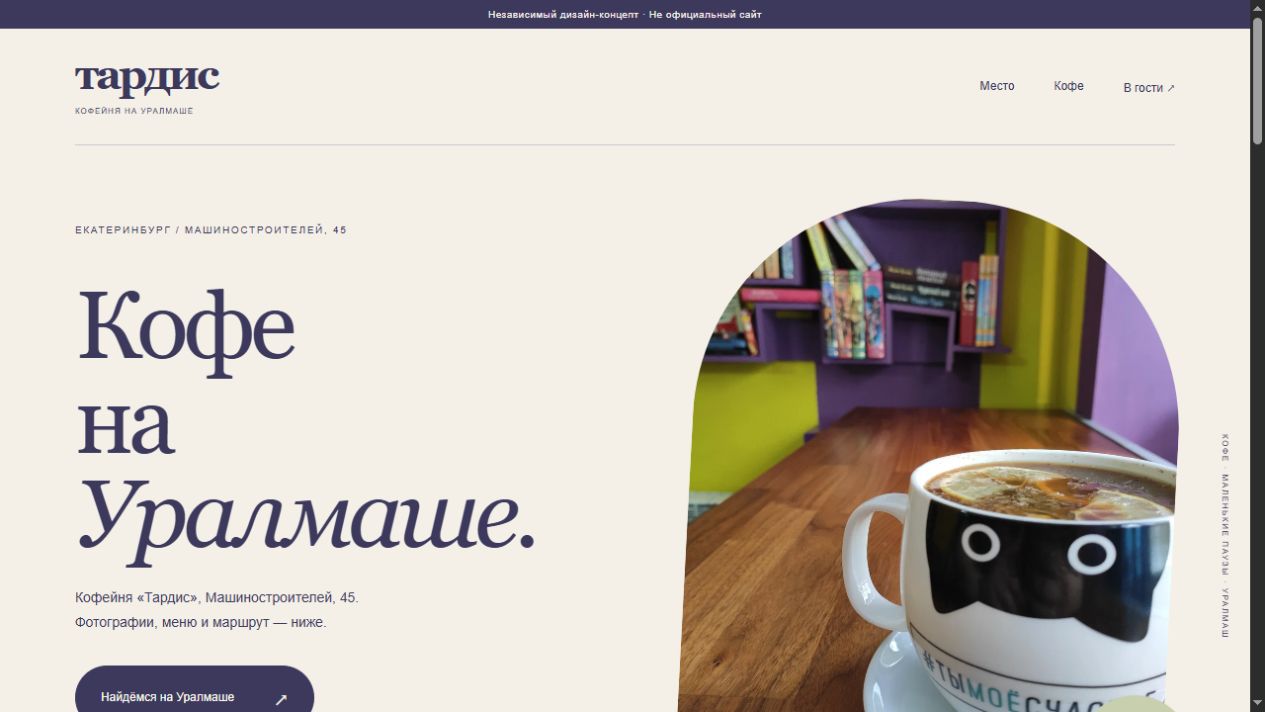 Независимый дизайн-концепт · Не официальный сайт
тардис
КОФЕЙНЯ НА УРАЛМАШЕ
Место
Кофе
В гости ↗
ЕКАТЕРИНБУРГ / МАШИНОСТРОИТЕЛЕЙ, 45
Кофе
на
Уралмаше.
Кофейня «Тардис», Машиностроителей, 45.
Фотографии, меню и маршрут — ниже.
Найдёмся на Уралмаше ↗
#ТЫМОЁСЧАС
КОФЕ · МАЛЕНЬКИЕ ПАУЗЫ · УРАЛМАШ